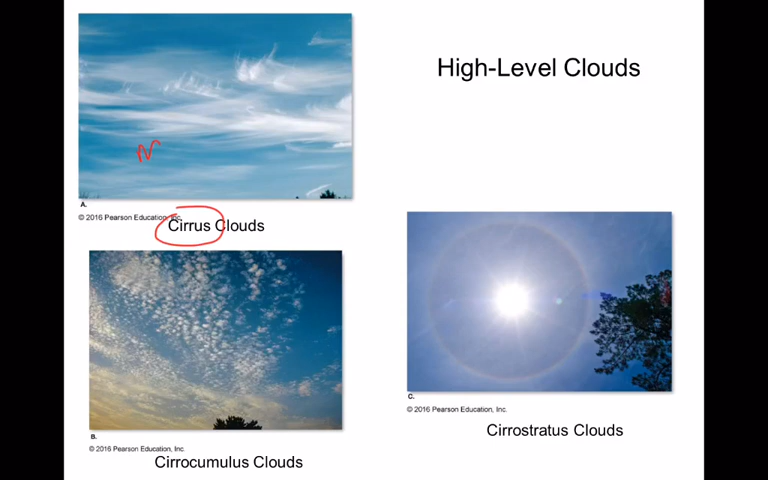 High-Level Clouds
A.
© 2016 Pearson Education, Inc.
Cirrus Clouds
B.
© 2016 Pearson Education, Inc.
Cirrocumulus Clouds
C.
© 2016 Pearson Education, Inc.
Cirrostratus Clouds